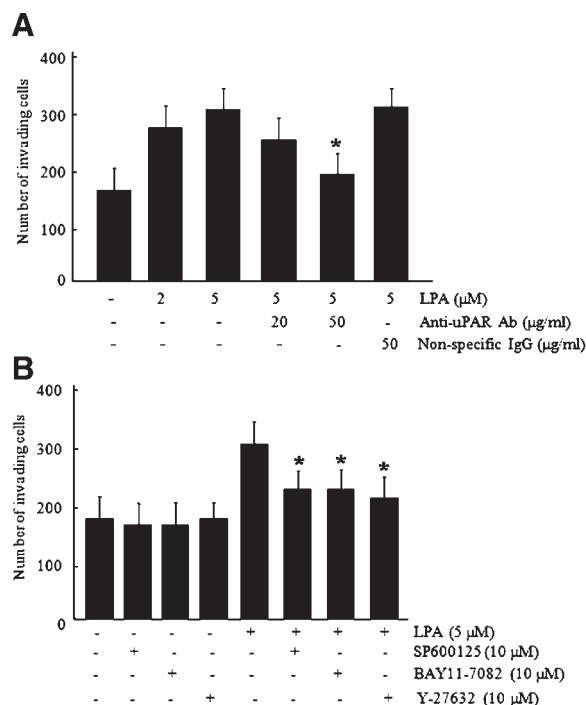 A
Number of invading cells
400
300
200
100
0
*
- 2 5 5 5 5 LPA (µM)
- - - 20 50 - Anti-uPAR Ab (µg/ml)
- - - - - 50 Non-specific IgG (µg/ml)
B
Number of invading cells
400
300
200
100
0
* * *
- - - - + + + + LPA (5 µM)
- + - - - + - - SP600125 (10 µM)
- - + - - - + - BAY11-7082 (10 µM)
- - - + - - - + Y-27632 (10 µM)